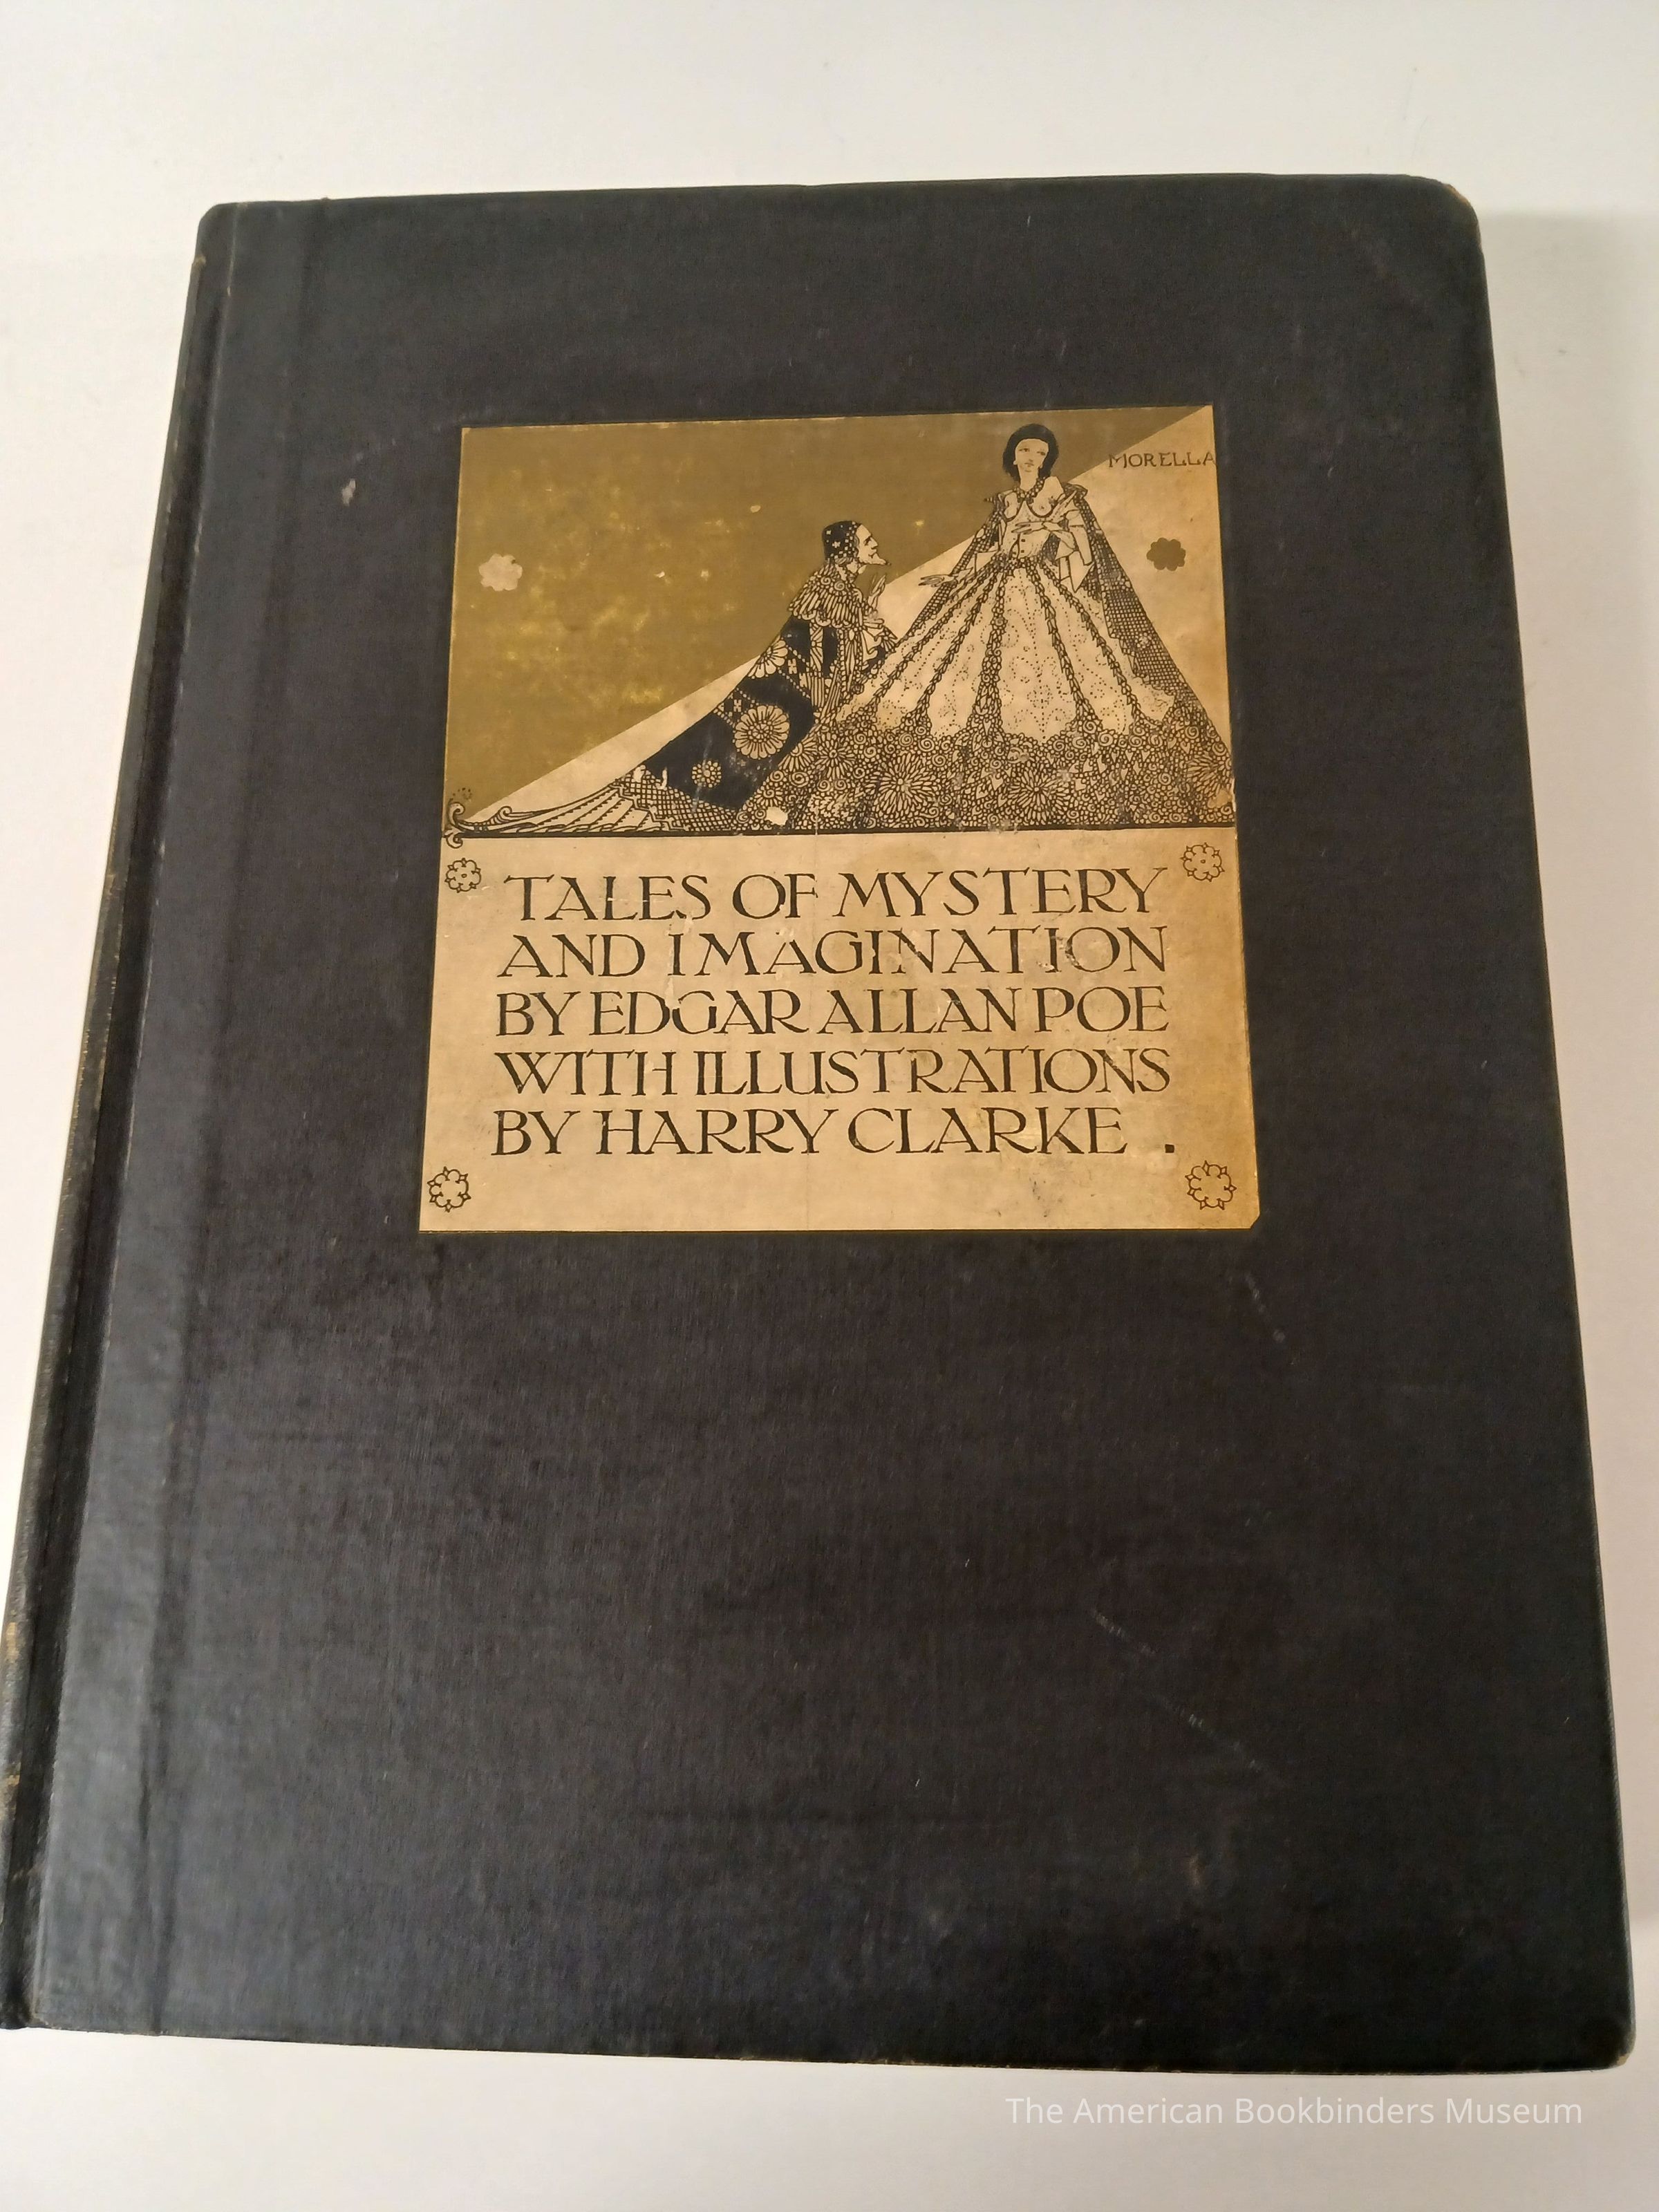 MORELLA
TALES OF MYSTERY
AND IMAGINATION
BY EDGAR ALLAN POE
WITH ILLUSTRATIONS
BY HARRY CLARKE .
The American Bookbinders Museum